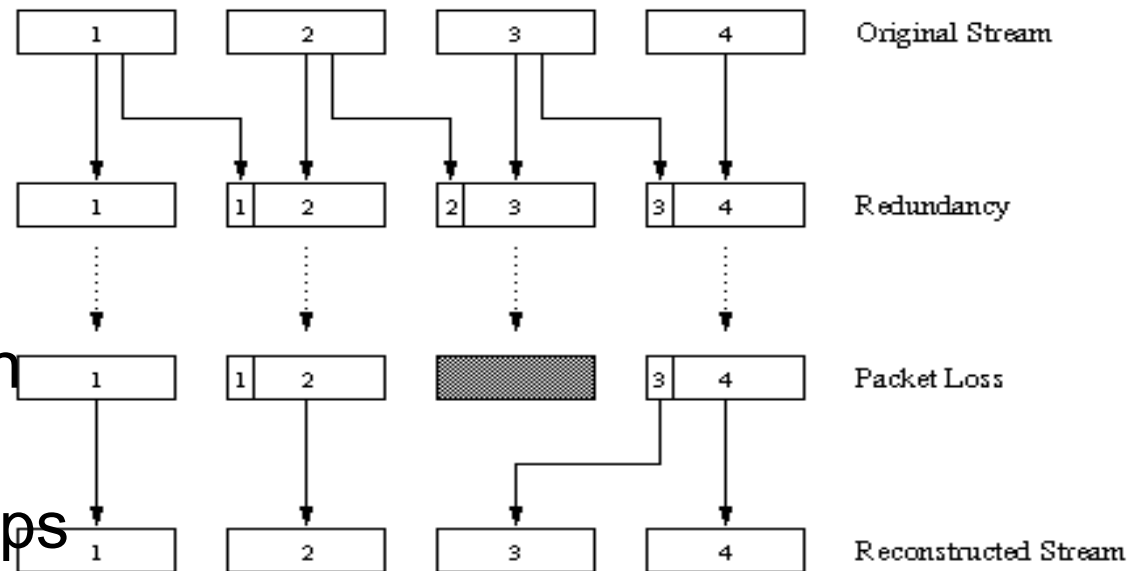 1 2 3 4 Original Stream
1 1 2 2 3 3 4 Redundancy
1 1 2 3 4 Packet Loss
n
ps
1 2 3 4 Reconstructed Stream